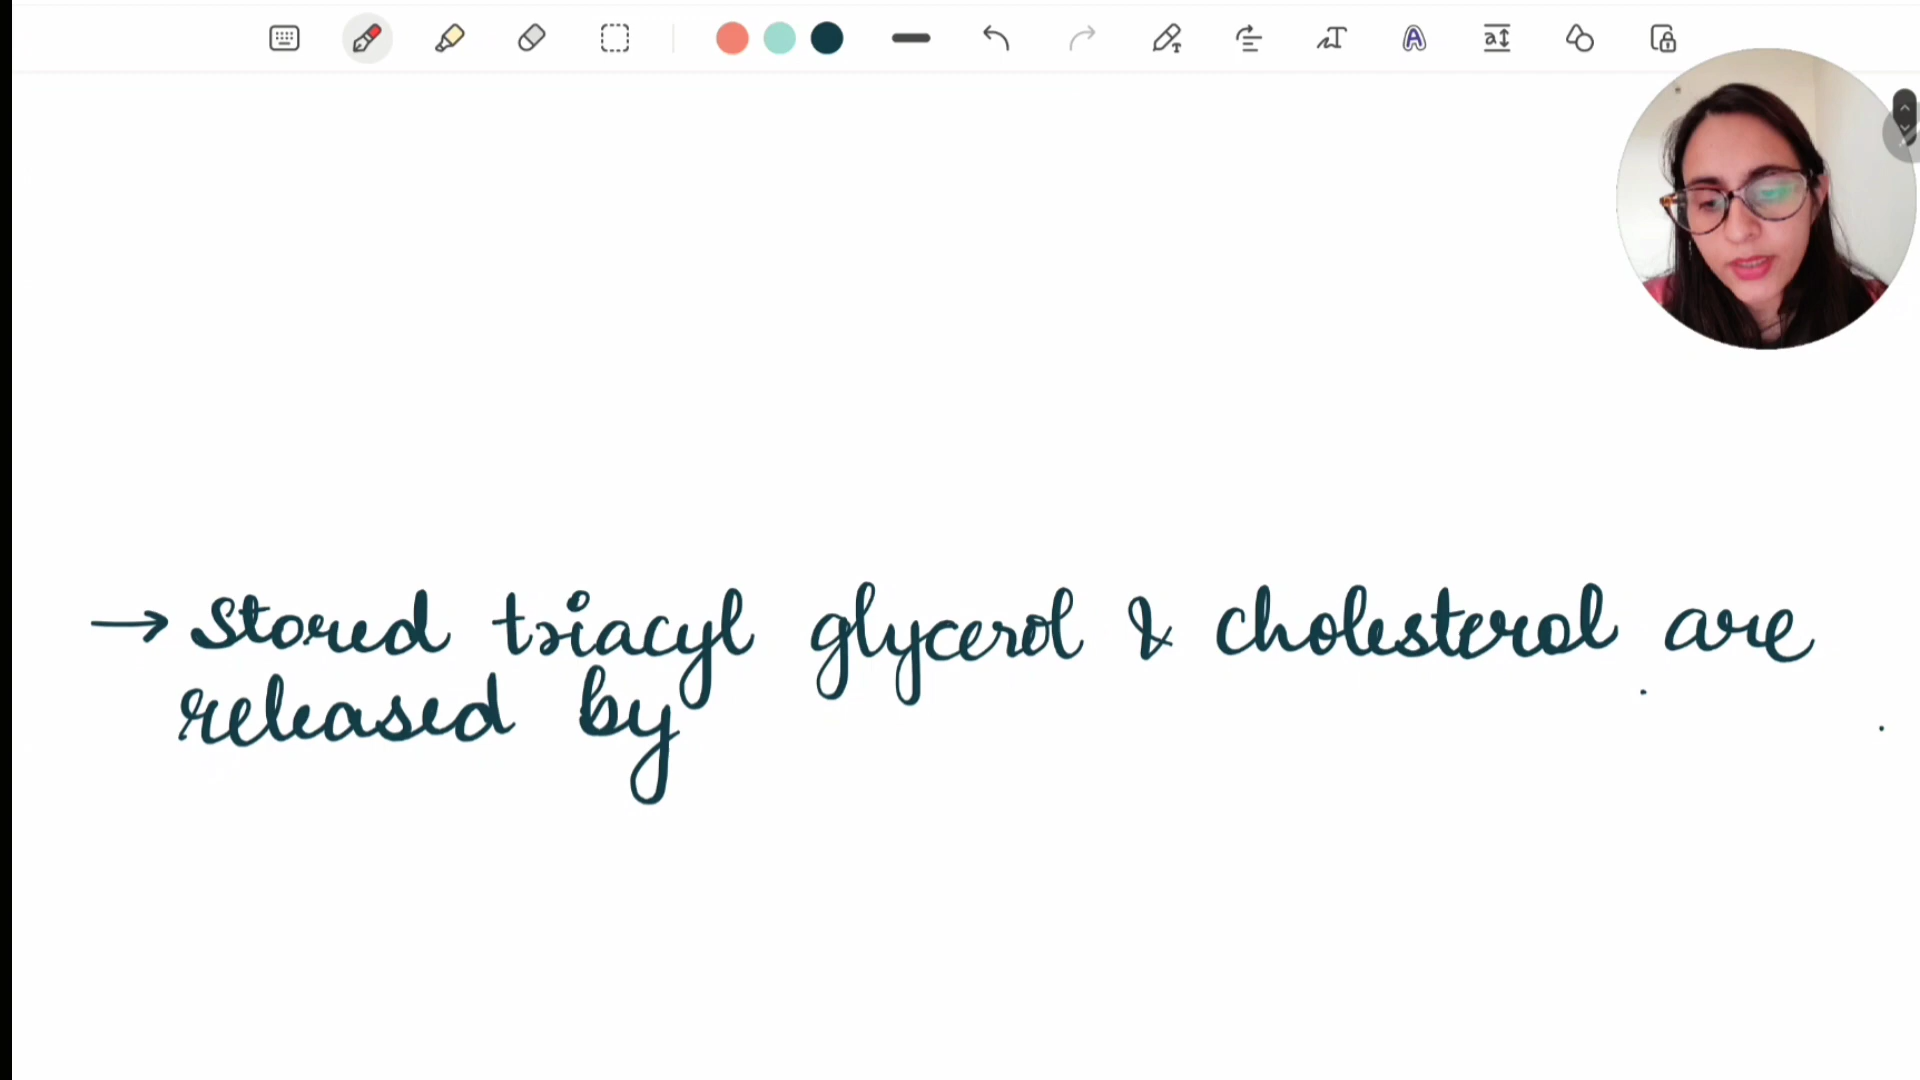 → Stored triacyl glycerol & cholesterol are
released by